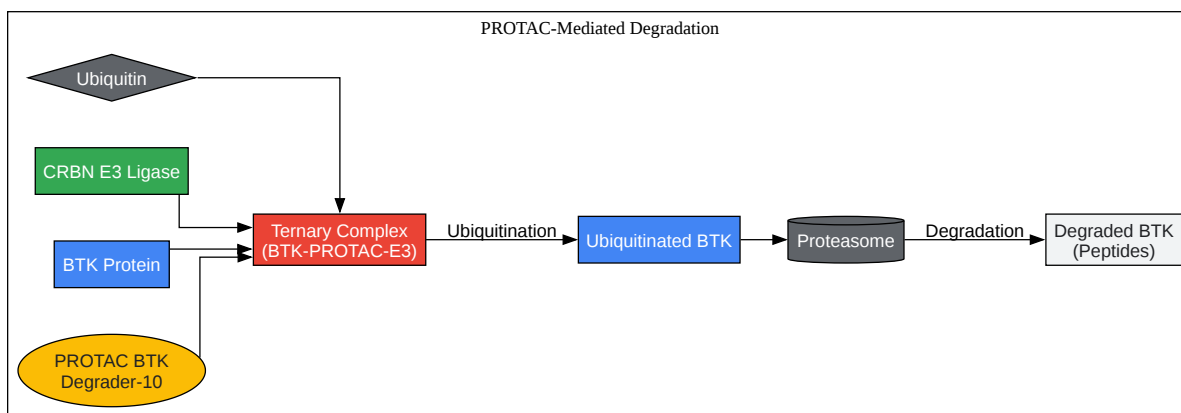 PROTAC-Mediated Degradation
Ubiquitin
CRBN E3 Ligase
BTK Protein
PROTAC BTK
Degrader-10
Ternary Complex
(BTK-PROTAC-E3)
Ubiquitination
Ubiquitinated BTK
Proteasome
Degradation
Degraded BTK
(Peptides)